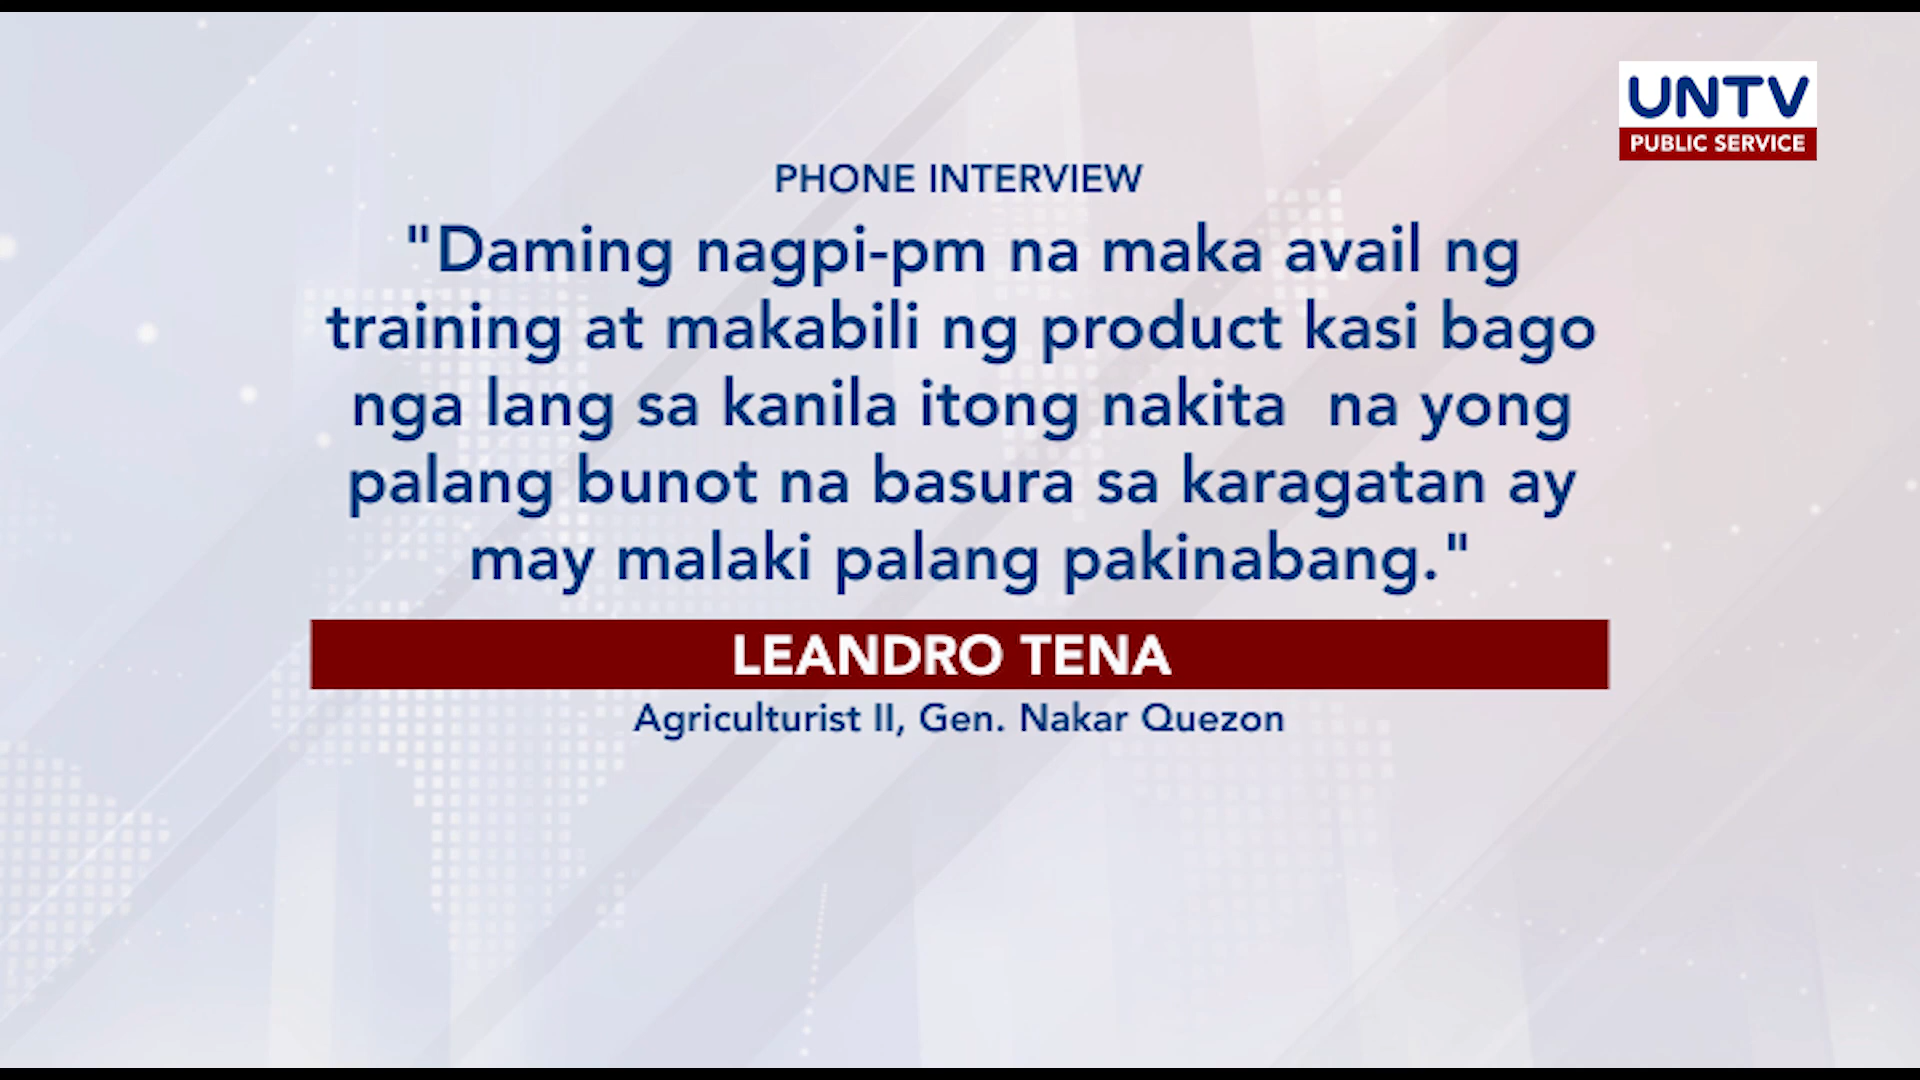 UNTV
PUBLIC SERVICE
PHONE INTERVIEW
"Daming nagpi-pm na maka avail ng
training at makabili ng product kasi bago
nga lang sa kanila itong nakita  na yong
palang bunot na basura sa karagatan ay
may malaki palang pakinabang."
LEANDRO TENA
Agriculturist II, Gen. Nakar Quezon